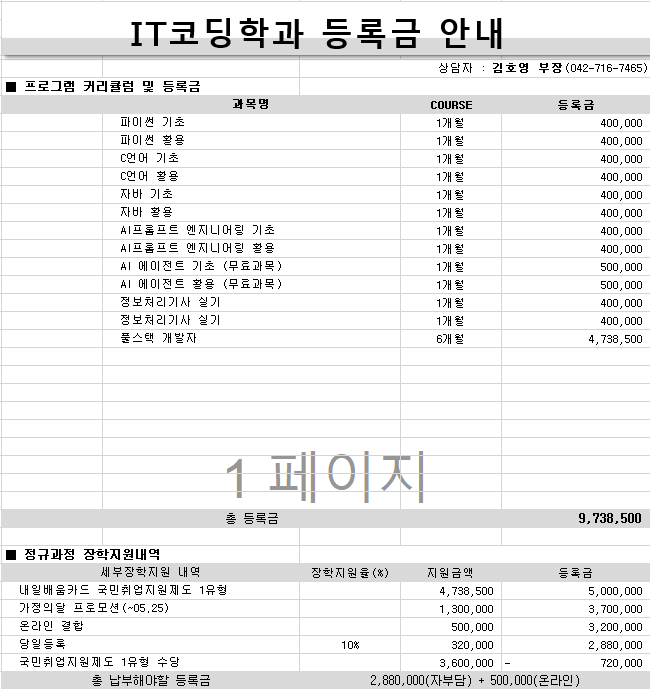 IT코딩학과 등록금 안내
상담자 : 김호영 부장(042-716-7465)
■ 프로그램 커리큘럼 및 등록금
과목명 COURSE 등록금
파이썬 기초 1개월 400,000
파이썬 활용 1개월 400,000
C언어 기초 1개월 400,000
C언어 활용 1개월 400,000
자바 기초 1개월 400,000
자바 활용 1개월 400,000
AI프롬프트 엔지니어링 기초 1개월 400,000
AI프롬프트 엔지니어링 활용 1개월 400,000
AI 에이전트 기초 (무료과목) 1개월 500,000
AI 에이전트 활용 (무료과목) 1개월 500,000
정보처리기사 실기 1개월 400,000
정보처리기사 실기 1개월 400,000
풀스택 개발자 6개월 4,738,500
1 페이지
총 등록금 9,738,500
■ 정규과정 장학지원내역
세부장학지원 내역 장학지원율(%) 지원금액 등록금
내일배움카드 국민취업지원제도 1유형 4,738,500 5,000,000
가정의달 프로모션(~05.25) 1,300,000 3,700,000
온라인 결합 500,000 3,200,000
당일등록 10% 320,000 2,880,000
국민취업지원제도 1유형 수당 3,600,000 - 720,000
총 납부해야할 등록금 2,880,000(자부담) + 500,000(온라인)